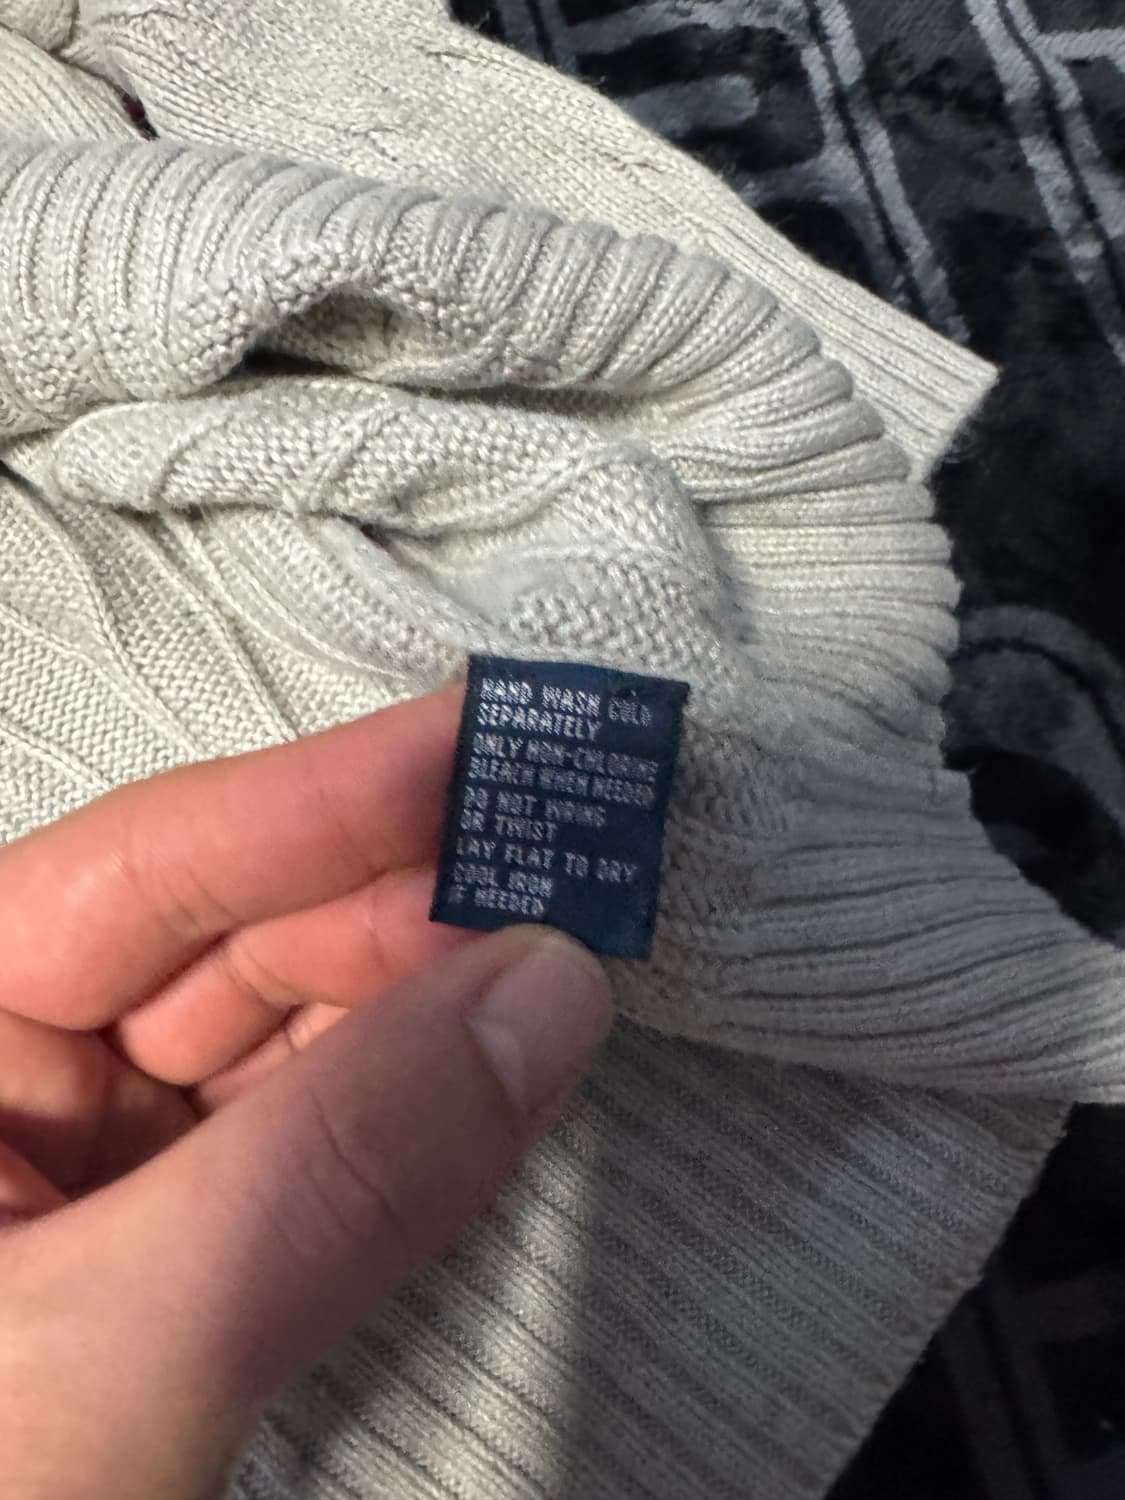 HAND WASH COLD
SEPARATELY
ONLY NON-CHLORINE
BLEACH WHEN NEEDED
DO NOT WRING
OR TWIST
LAY FLAT TO DRY
COOL IRON
IF NEEDED